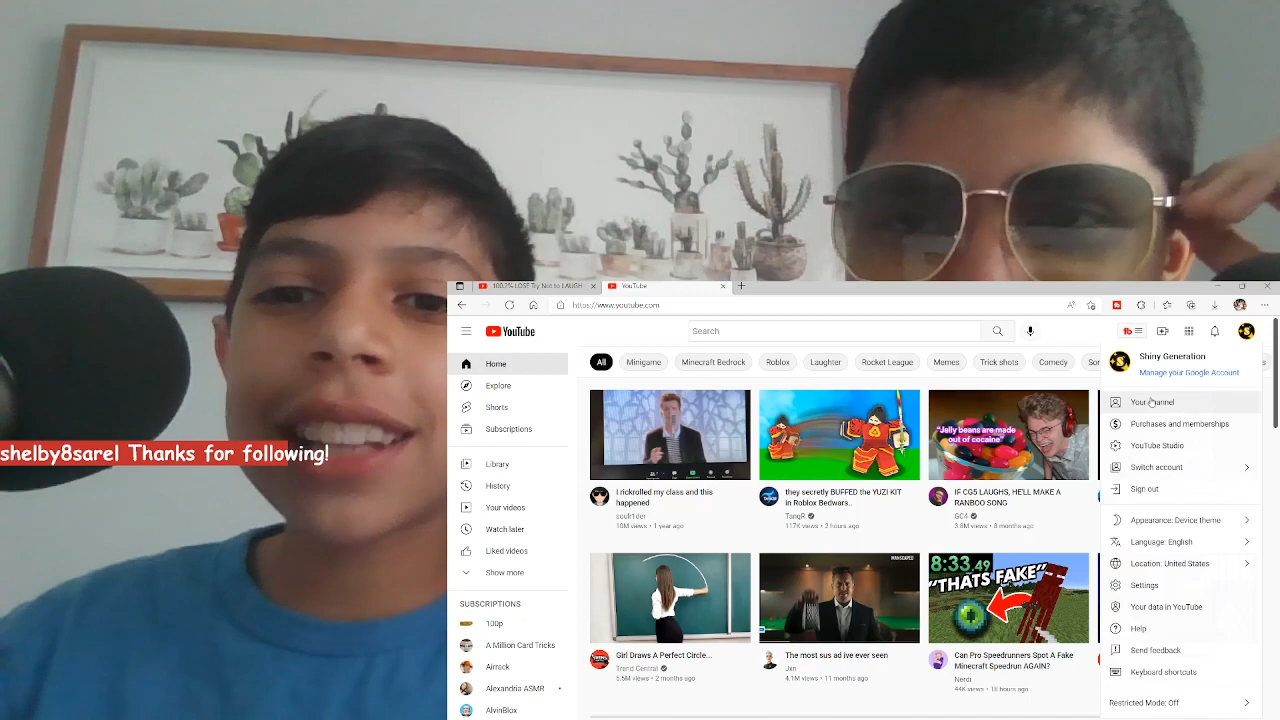 shelby8sarel Thanks for following!
100.2% LOSE Try Not to LAUGH
YouTube
https://www.youtube.com
YouTube
Search
All
Minigame
Minecraft Bedrock
Roblox
Laughter
Rocket League
Memes
Trick shots
Comedy
Home
Explore
Shorts
Subscriptions
Library
History
Your videos
Watch later
Liked videos
Show more
SUBSCRIPTIONS
100p
A Million Card Tricks
Airrack
Alexandria ASMR
AlvinBlox
I rickrolled my class and this
happened
soulr1der
10M views • 1 year ago
they secretly BUFFED the YUZI KIT
in Roblox Bedwars..
TanqR
117K views • 2 hours ago
"Jelly beans are made
out of cocaine"
IF CG5 LAUGHS, HE'LL MAKE A
RANBOO SONG
GC4
3.8M views • 8 months ago
Girl Draws A Perfect Circle...
Trend Central
5.5M views • 2 months ago
MANSCAPED
The most sus ad ive ever seen
Jxn
4.1M views • 11 months ago
8:33.49
"THATS FAKE"
Can Pro Speedrunners Spot A Fake
Minecraft Speedrun AGAIN?
Nerdi
44K views • 18 hours ago
Shiny Generation
Manage your Google Account
Your channel
Purchases and memberships
YouTube Studio
Switch account
Sign out
Appearance: Device theme
Language: English
Location: United States
Settings
Your data in YouTube
Help
Send feedback
Keyboard shortcuts
Restricted Mode: Off